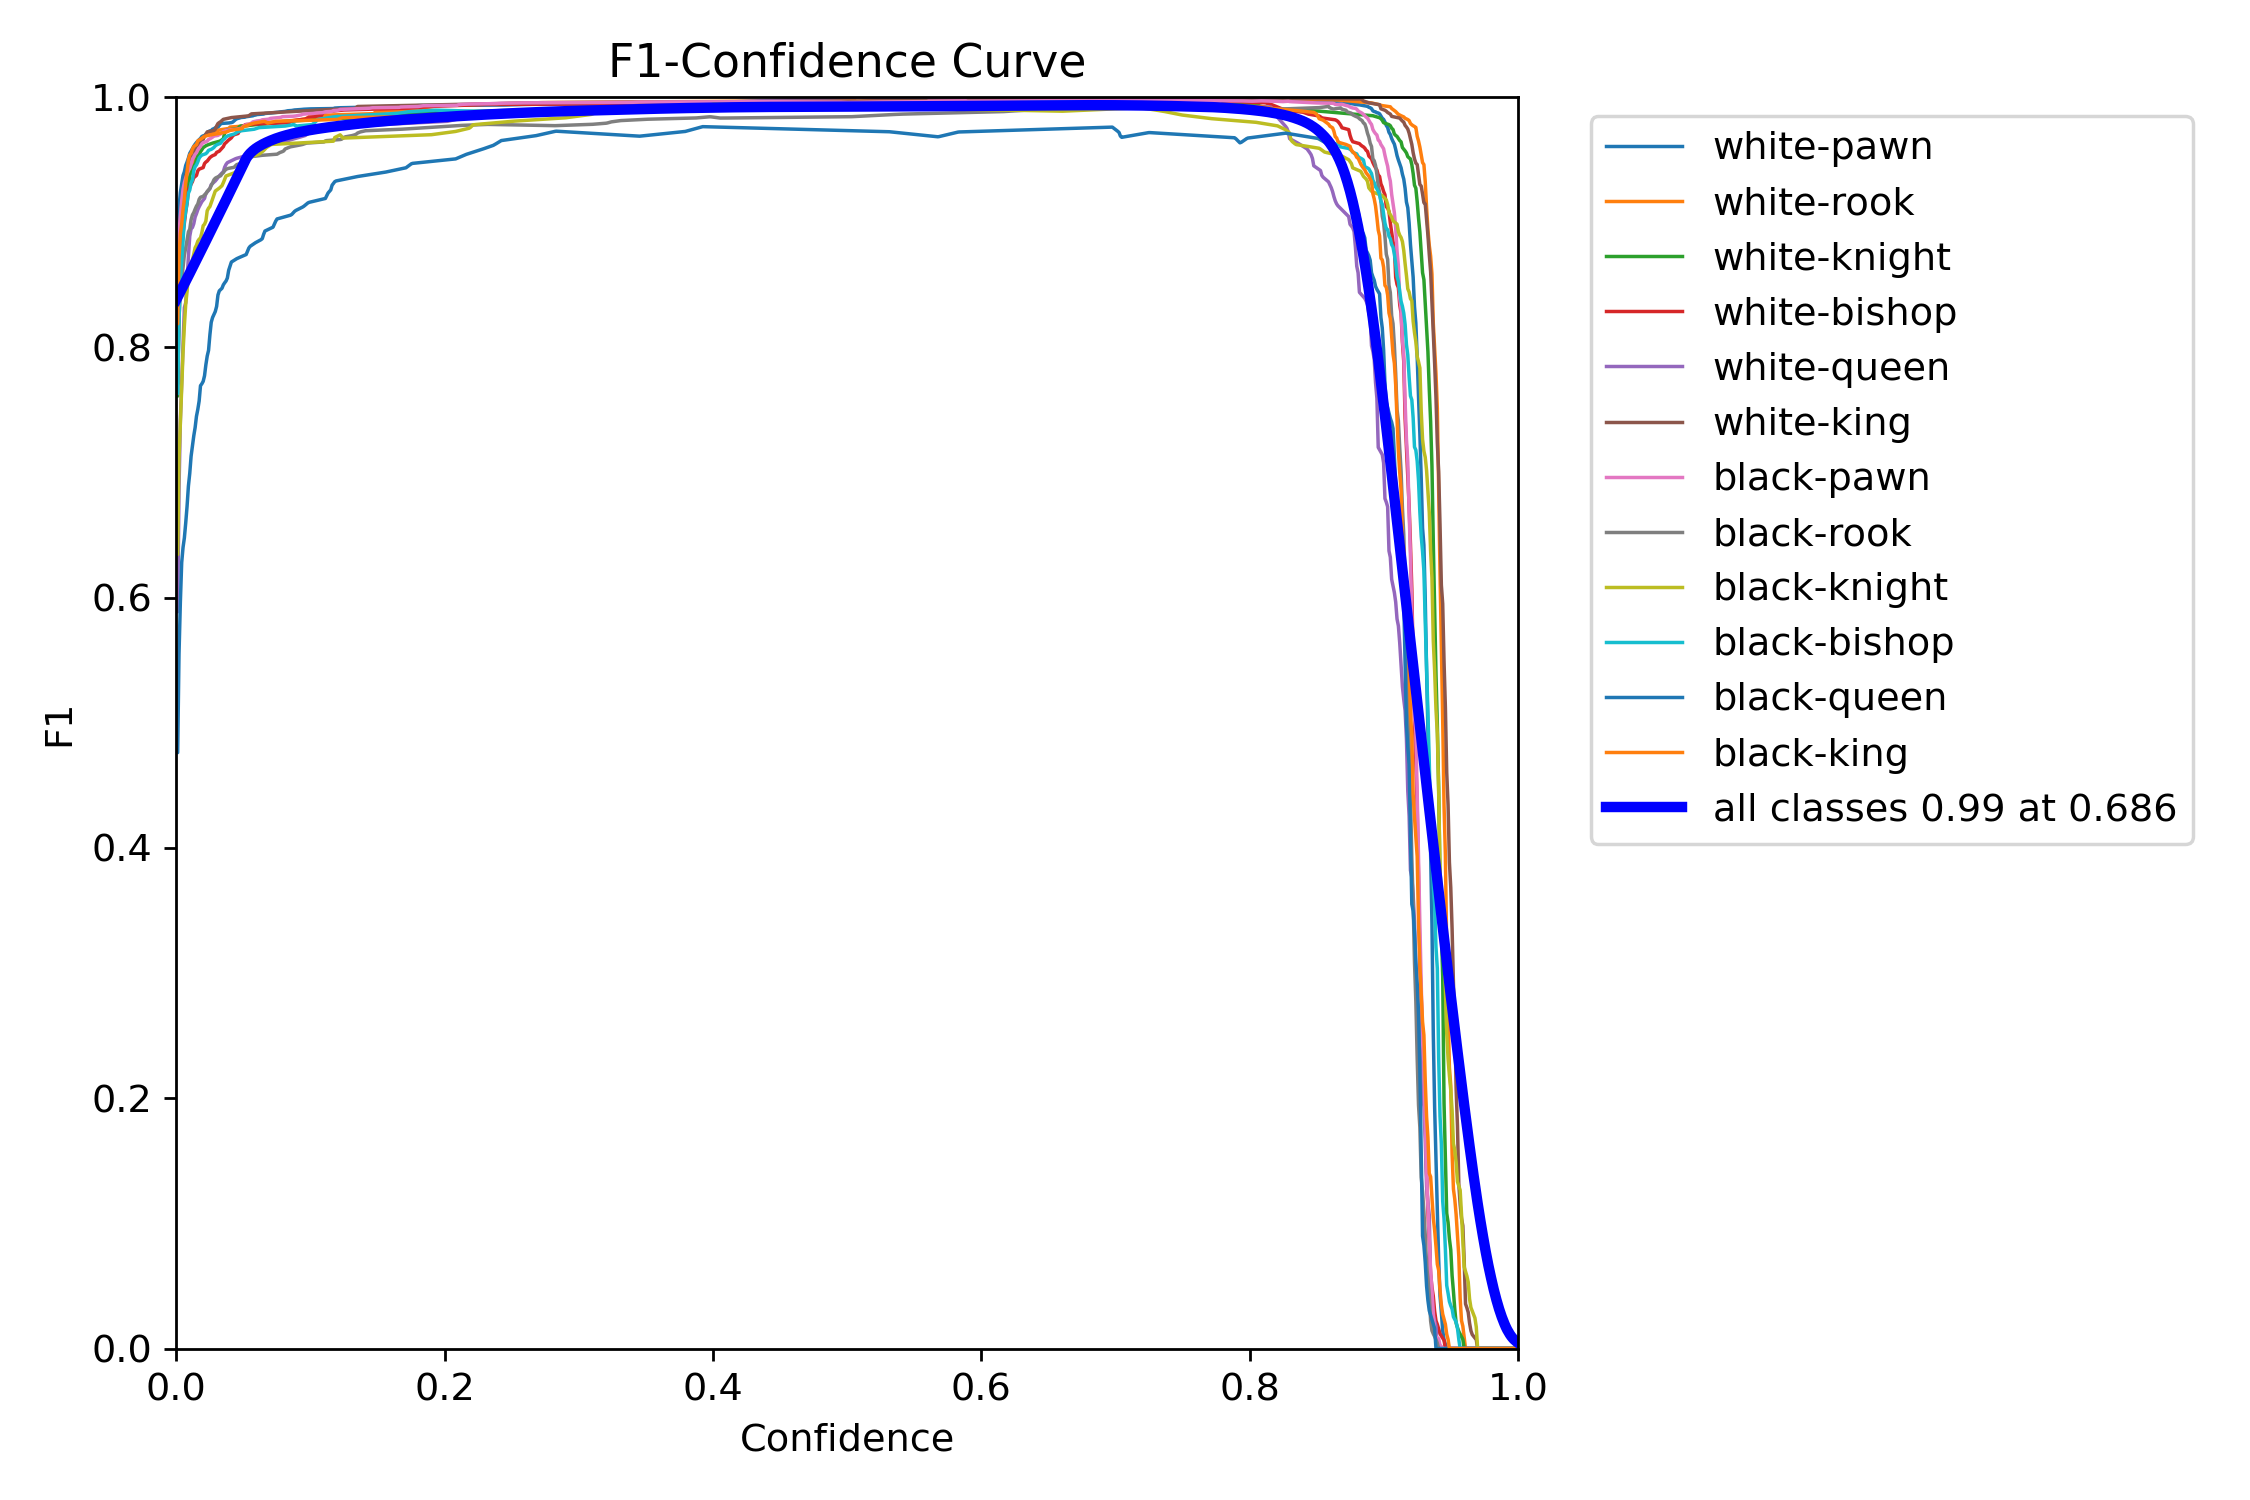 F1-Confidence Curve
1.0
0.8
0.6
0.4
0.2
0.0
F1
0.0 0.2 0.4 0.6 0.8 1.0
Confidence
white-pawn
white-rook
white-knight
white-bishop
white-queen
white-king
black-pawn
black-rook
black-knight
black-bishop
black-queen
black-king
all classes 0.99 at 0.686